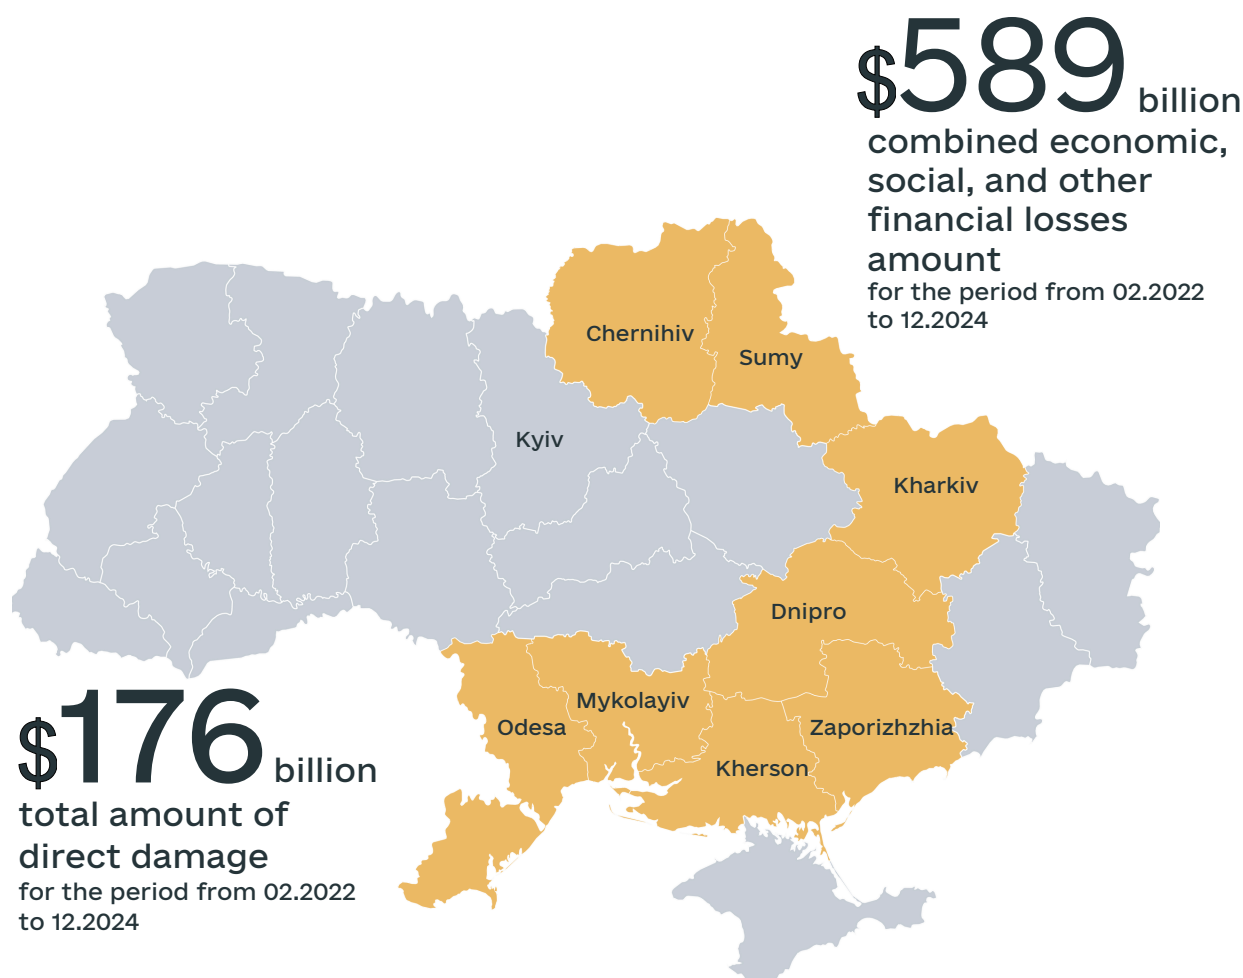 $589 billion
combined economic,
social, and other
financial losses
amount
for the period from 02.2022
to 12.2024
Chernihiv
Sumy
Kyiv
Kharkiv
Dnipro
Mykolayiv
Odesa
Zaporizhzhia
Kherson
$176 billion
total amount of
direct damage
for the period from 02.2022
to 12.2024